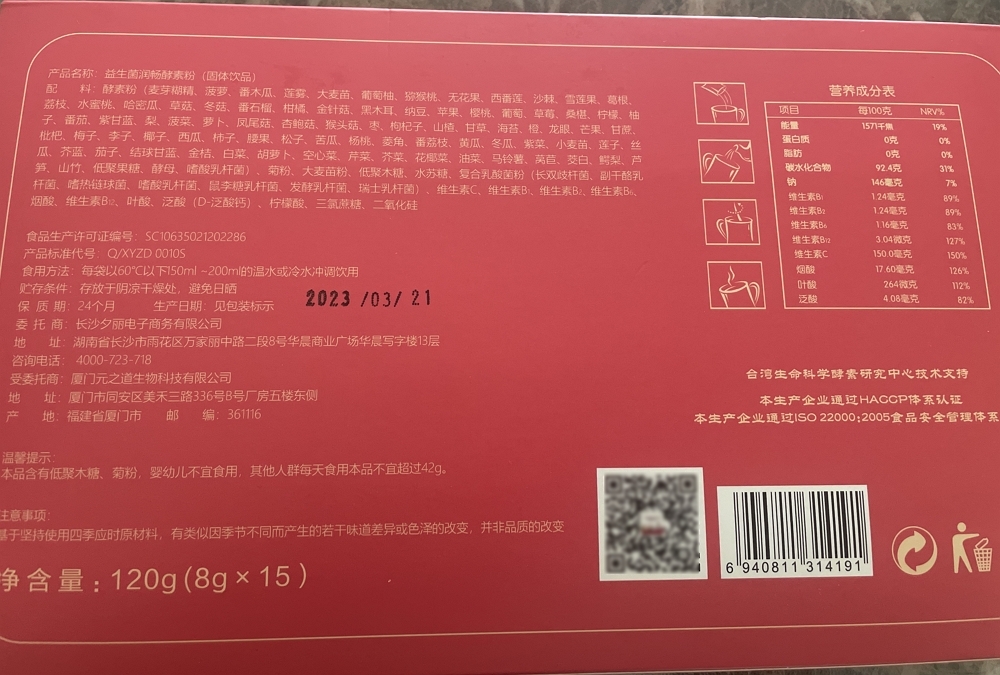 产品名称：益生菌润畅酵素粉（固体饮品）
配　　料：酵素粉（麦芽糊精、菠萝、番木瓜、莲雾、大麦苗、葡萄柚、猕猴桃、无花果、西番莲、沙棘、雪莲果、葛根、
荔枝、水蜜桃、哈密瓜、草菇、冬菇、番石榴、柑橘、金针菇、黑木耳、纳豆、苹果、樱桃、葡萄、草莓、桑椹、柠檬、柚
子、番茄、紫甘蓝、梨、菠菜、萝卜、凤尾菇、杏鲍菇、猴头菇、枣、枸杞子、山楂、甘草、海苔、橙、龙眼、芒果、甘蔗、
枇杷、梅子、李子、椰子、西瓜、柿子、腰果、松子、苦瓜、杨桃、菱角、番荔枝、黄瓜、冬瓜、紫菜、小麦苗、莲子、丝
瓜、芥蓝、茄子、结球甘蓝、金桔、白菜、胡萝卜、空心菜、芹菜、芥菜、花椰菜、油菜、马铃薯、莴苣、茭白、鳄梨、芦
笋、山竹、低聚果糖、酵母、嗜酸乳杆菌）、菊粉、大麦苗粉、低聚木糖、水苏糖、复合乳酸菌粉（长双歧杆菌、副干酪乳
杆菌、嗜热链球菌、嗜酸乳杆菌、鼠李糖乳杆菌、发酵乳杆菌、瑞士乳杆菌）、维生素C、维生素B₁、维生素B₂、维生素B₆、
烟酸、维生素B₁₂、叶酸、泛酸（D-泛酸钙）、柠檬酸、三氯蔗糖、二氧化硅
食品生产许可证编号：SC10635021202286
产品标准代号：Q/XYZD 0010S
食用方法：每袋以60℃以下150ml ~200ml的温水或冷水冲调饮用
贮存条件：存放于阴凉干燥处，避免日晒
保 质 期：24个月　　生产日期：见包装标示
2023 /03/ 21
委 托 商：长沙夕丽电子商务有限公司
地　　址：湖南省长沙市雨花区万家丽中路二段8号华晨商业广场华晨写字楼13层
咨询电话：4000-723-718
受委托商：厦门元之道生物科技有限公司
地　　址：厦门市同安区美禾三路336号B号厂房五楼东侧
产　　地：福建省厦门市　　邮　　编：361116
温馨提示：
本品含有低聚木糖、菊粉，婴幼儿不宜食用，其他人群每天食用本品不宜超过42g。
注意事项：
基于坚持使用四季应时原材料，有类似因季节不同而产生的若干味道差异或色泽的改变，并非品质的改变
净含量：120g(8g×15)
营养成分表
项目　每100克　NRV%
能量　1571千焦　19%
蛋白质　0克　0%
脂肪　0克　0%
碳水化合物　92.4克　31%
钠　146毫克　7%
维生素B₁　1.24毫克　89%
维生素B₂　1.24毫克　89%
维生素B₆　1.16毫克　83%
维生素B₁₂　3.04微克　127%
维生素C　150.0毫克　150%
烟酸　17.60毫克　126%
叶酸　264微克　112%
泛酸　4.08毫克　82%
台湾生命科学酵素研究中心技术支持
本生产企业通过HACCP体系认证
本生产企业通过ISO 22000:2005食品安全管理体系
6 940811 314191